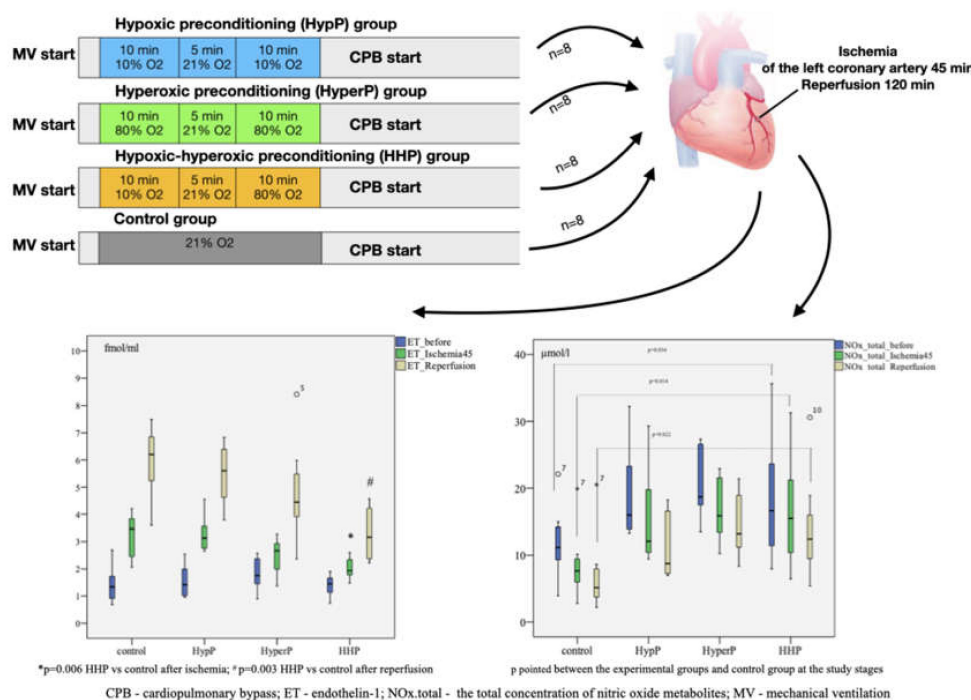 Hypoxic preconditioning (HypP) group
MV start
10 min 5 min 10 min
10% O2 21% O2 10% O2
CPB start
n=8
Hyperoxic preconditioning (HyperP) group
MV start
10 min 5 min 10 min
80% O2 21% O2 80% O2
CPB start
n=8
Hypoxic-hyperoxic preconditioning (HHP) group
MV start
10 min 5 min 10 min
10% O2 21% O2 80% O2
CPB start
n=8
Control group
MV start
21% O2
CPB start
n=8
Ischemia
of the left coronary artery 45 min
Reperfusion 120 min
fmol/ml
ET_before
ET_Ischemia45
ET_Reperfusion
10
9
8
7
6
5
4
3
2
1
0
5
#
*
control HypP HyperP HHP
*p=0.006 HHP vs control after ischemia; #p=0.003 HHP vs control after reperfusion
µmol/l
NOx_total_before
NOx_total_Ischemia45
NOx_total_Reperfusion
40
30
20
10
0
p=0.022
7
7
7
10
control HypP HyperP HHP
p pointed between the experimental groups and control group at the study stages
CPB - cardiopulmonary bypass; ET - endothelin-1; NOx.total - the total concentration of nitric oxide metabolites; MV - mechanical ventilation